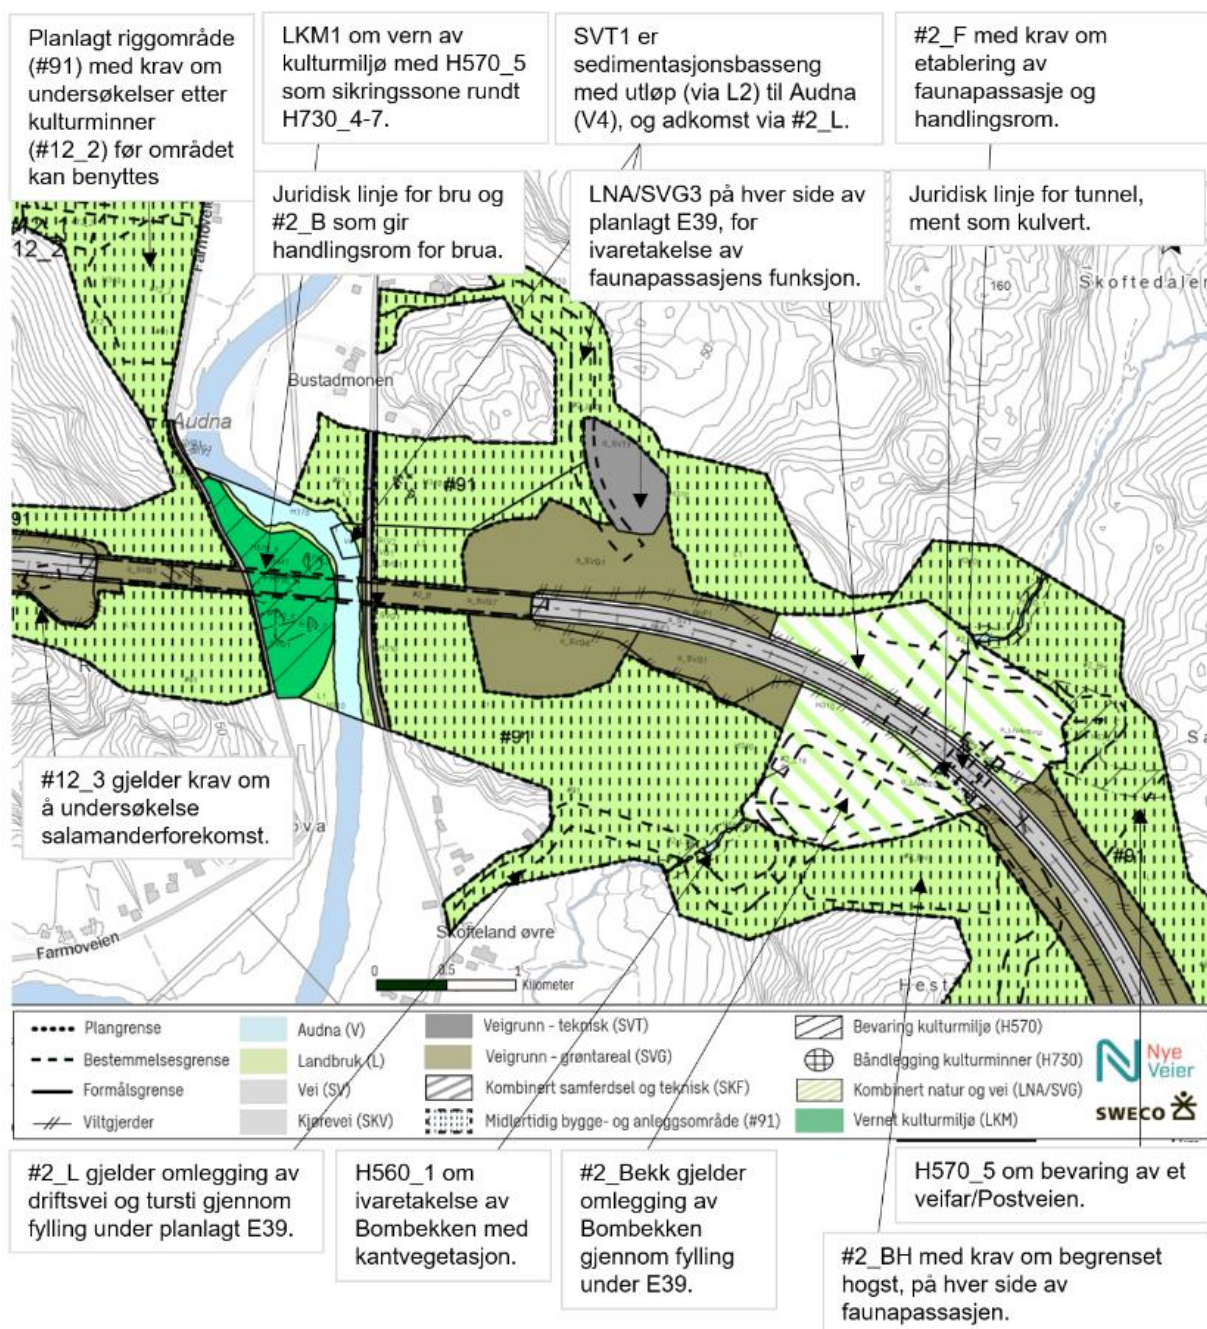 Planlagt riggområde
(#91) med krav om
undersøkelser etter
kulturminner
(#12_2) før området
kan benyttes
LKM1 om vern av
kulturmiljø med H570_5
som sikringssone rundt
H730_4-7.
SVT1 er
sedimentasjonsbasseng
med utløp (via L2) til Audna
(V4), og adkomst via #2_L.
#2_F med krav om
etablering av
faunapassasje og
handlingsrom.
Juridisk linje for bru og
#2_B som gir
handlingsrom for brua.
LNA/SVG3 på hver side av
planlagt E39, for
ivaretakelse av
faunapassasjens funksjon.
Juridisk linje for tunnel,
ment som kulvert.
12_2
Farmoveie
160
Skoftedalen
50
Bustadmonen
Audna
#91
91
#91
#91
50
#12_3 gjelder krav om
å undersøkelse
salamanderforekomst.
ova
Farmoveien
Skofteland øvre
Hest
0 0.5 1
Kilometer
Plangrense
Bestemmelsesgrense
Formålsgrense
Viltgjerder
Audna (V)
Landbruk (L)
Vei (SV)
Kjørevei (SKV)
Veigrunn - teknisk (SVT)
Veigrunn - grøntareal (SVG)
Kombinert samferdsel og teknisk (SKF)
Midlertidig bygge- og anleggsområde (#91)
Bevaring kulturmiljø (H570)
Båndlegging kulturminner (H730)
Kombinert natur og vei (LNA/SVG)
Vernet kulturmiljø (LKM)
Nye
Veier
SWECO
#2_L gjelder omlegging av
driftsvei og tursti gjennom
fylling under planlagt E39.
H560_1 om
ivaretakelse av
Bombekken med
kantvegetasjon.
#2_Bekk gjelder
omlegging av
Bombekken
gjennom fylling
under E39.
H570_5 om bevaring av et
veifar/Postveien.
#2_BH med krav om begrenset
hogst, på hver side av
faunapassasjen.